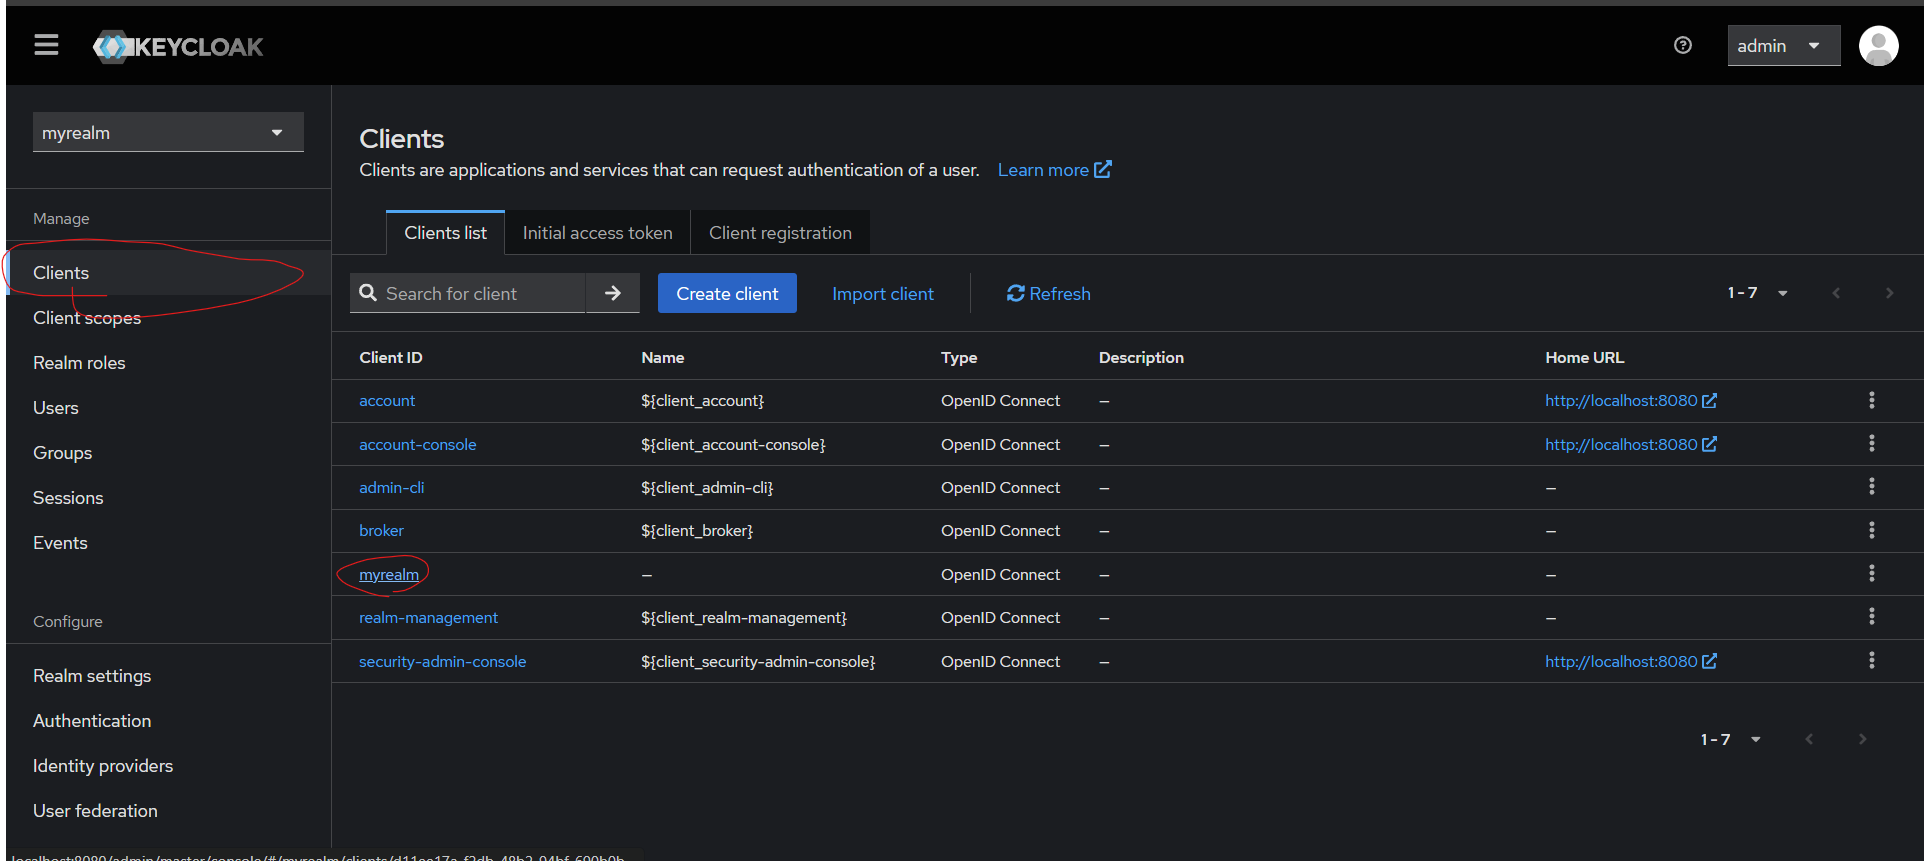 KEYCLOAK
admin
myrealm
Manage
Clients
Client scopes
Realm roles
Users
Groups
Sessions
Events
Configure
Realm settings
Authentication
Identity providers
User federation
Clients
Clients are applications and services that can request authentication of a user. Learn more
Clients list Initial access token Client registration
Search for client Create client Import client Refresh 1 - 7
Client ID Name Type Description Home URL
account ${client_account} OpenID Connect – http://localhost:8080
account-console ${client_account-console} OpenID Connect – http://localhost:8080
admin-cli ${client_admin-cli} OpenID Connect – –
broker ${client_broker} OpenID Connect – –
myrealm – OpenID Connect – –
realm-management ${client_realm-management} OpenID Connect – –
security-admin-console ${client_security-admin-console} OpenID Connect – http://localhost:8080
1 - 7